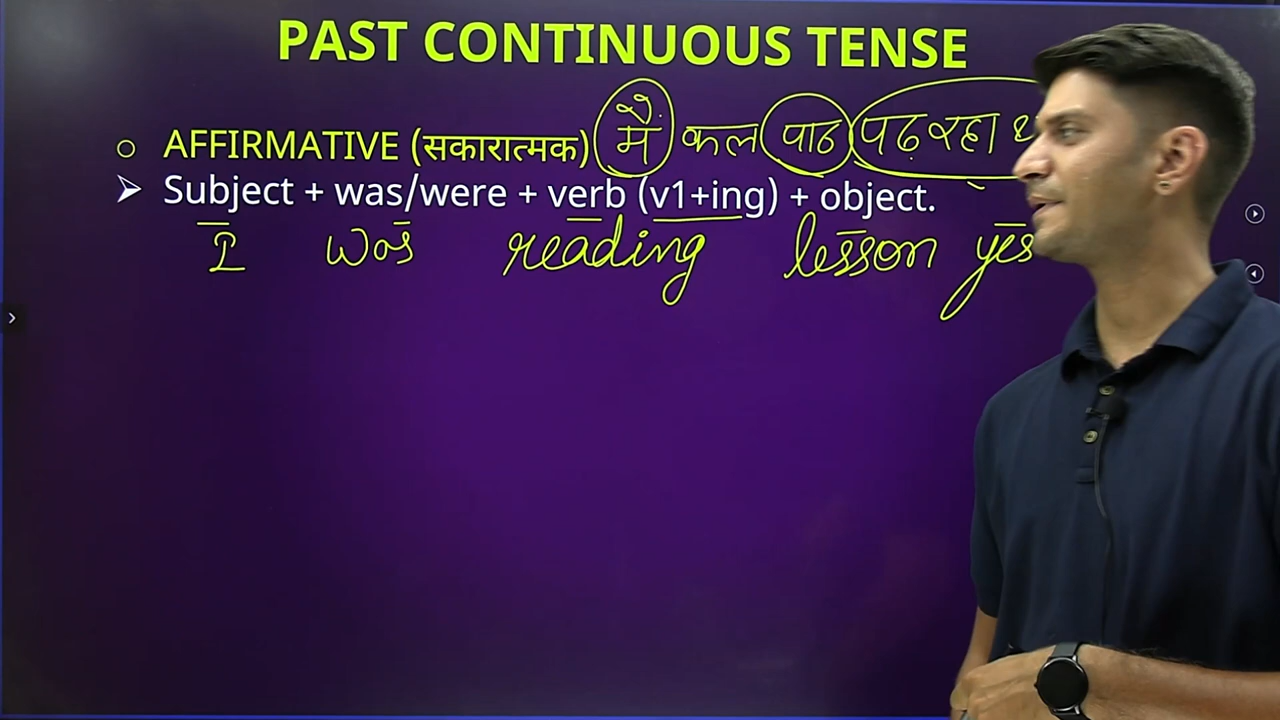 PAST CONTINUOUS TENSE
○ AFFIRMATIVE (सकारात्मक) मैं कल पाठ पढ़ रहा
➤ Subject + was/were + verb (v1+ing) + object.
I was reading lesson yes